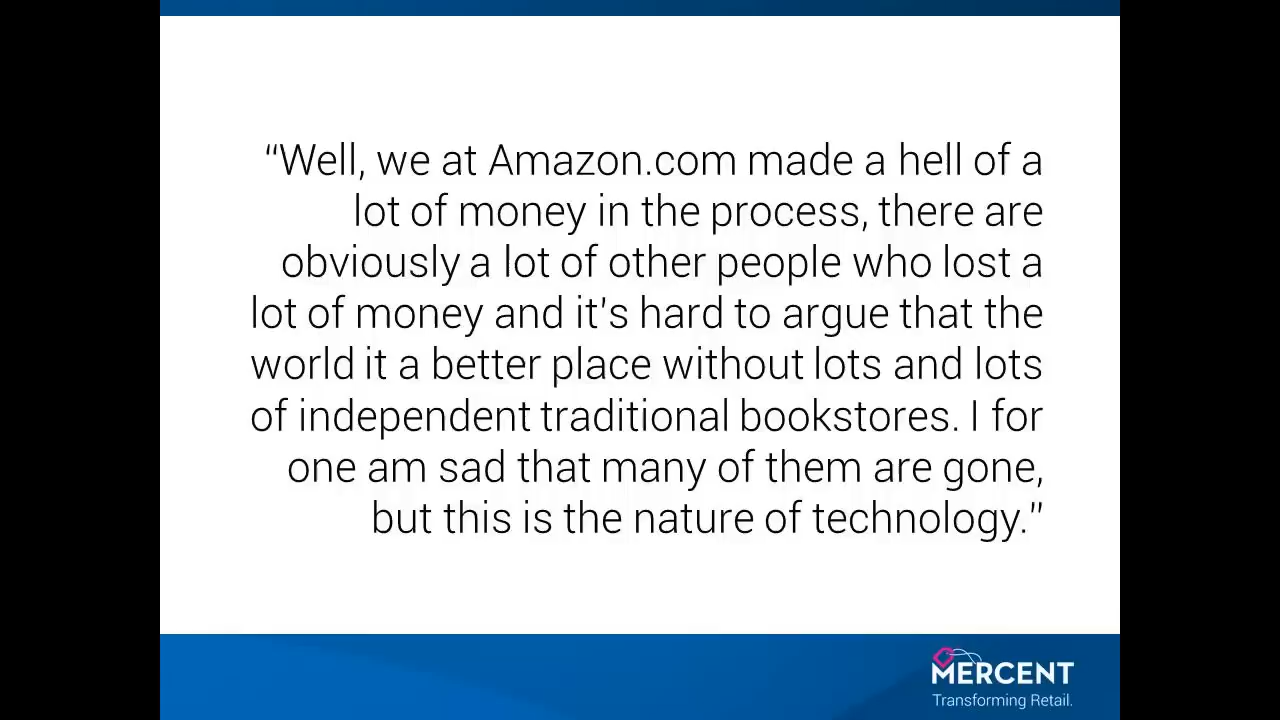 “Well, we at Amazon.com made a hell of a
lot of money in the process, there are
obviously a lot of other people who lost a
lot of money and it's hard to argue that the
world it a better place without lots and lots
of independent traditional bookstores. I for
one am sad that many of them are gone,
but this is the nature of technology.”
MERCENT
Transforming Retail.